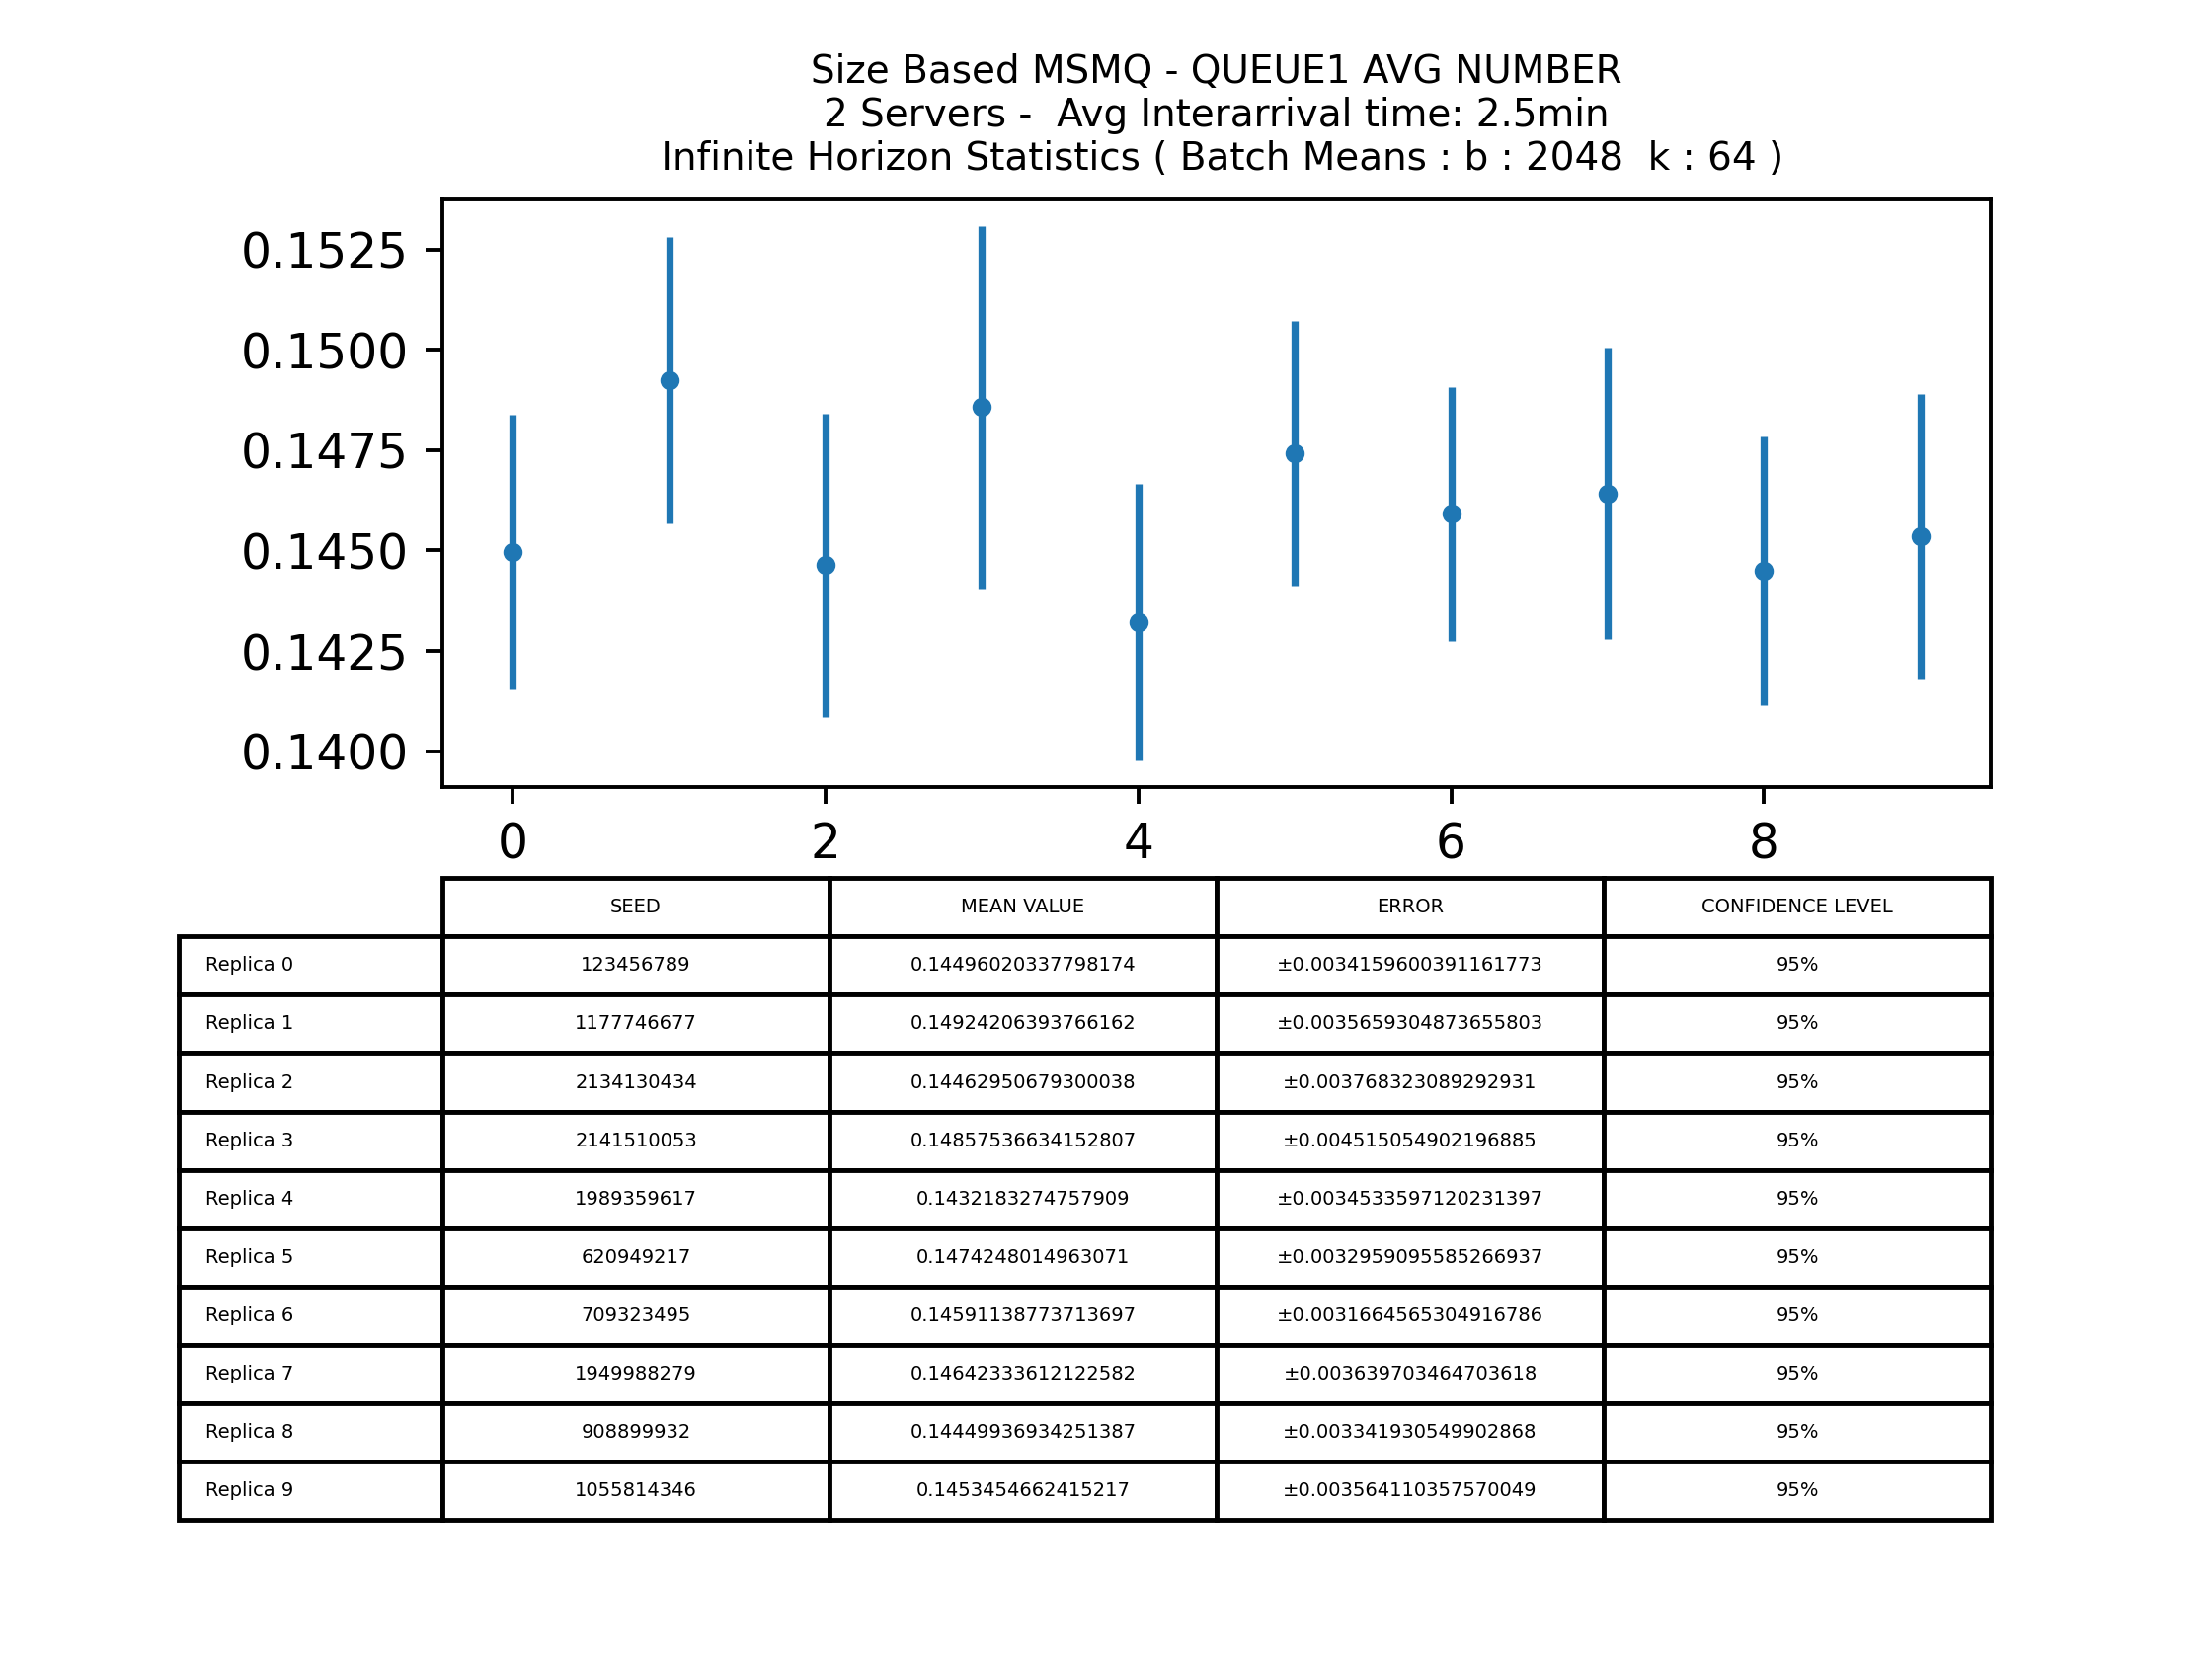 Size Based MSMQ - QUEUE1 AVG NUMBER
2 Servers -  Avg Interarrival time: 2.5min
Infinite Horizon Statistics ( Batch Means : b : 2048  k : 64 )
0.1525
0.1500
0.1475
0.1450
0.1425
0.1400
0 2 4 6 8
SEED MEAN VALUE ERROR CONFIDENCE LEVEL
Replica 0 123456789 0.14496020337798174 ±0.0034159600391161773 95%
Replica 1 1177746677 0.14924206393766162 ±0.0035659304873655803 95%
Replica 2 2134130434 0.14462950679300038 ±0.003768323089292931 95%
Replica 3 2141510053 0.14857536634152807 ±0.004515054902196885 95%
Replica 4 1989359617 0.1432183274757909 ±0.0034533597120231397 95%
Replica 5 620949217 0.1474248014963071 ±0.0032959095585266937 95%
Replica 6 709323495 0.14591138773713697 ±0.0031664565304916786 95%
Replica 7 1949988279 0.14642333612122582 ±0.003639703464703618 95%
Replica 8 908899932 0.14449936934251387 ±0.003341930549902868 95%
Replica 9 1055814346 0.1453454662415217 ±0.003564110357570049 95%